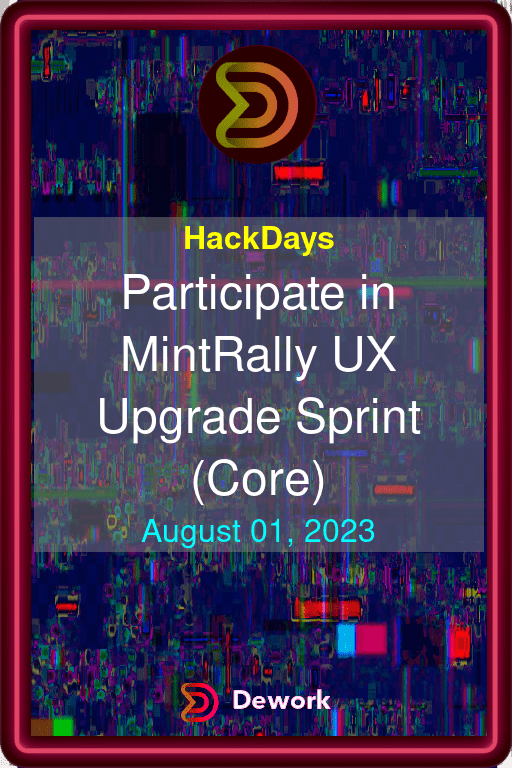 HackDays
Participate in
MintRally UX
Upgrade Sprint
(Core)
August 01, 2023
Dework